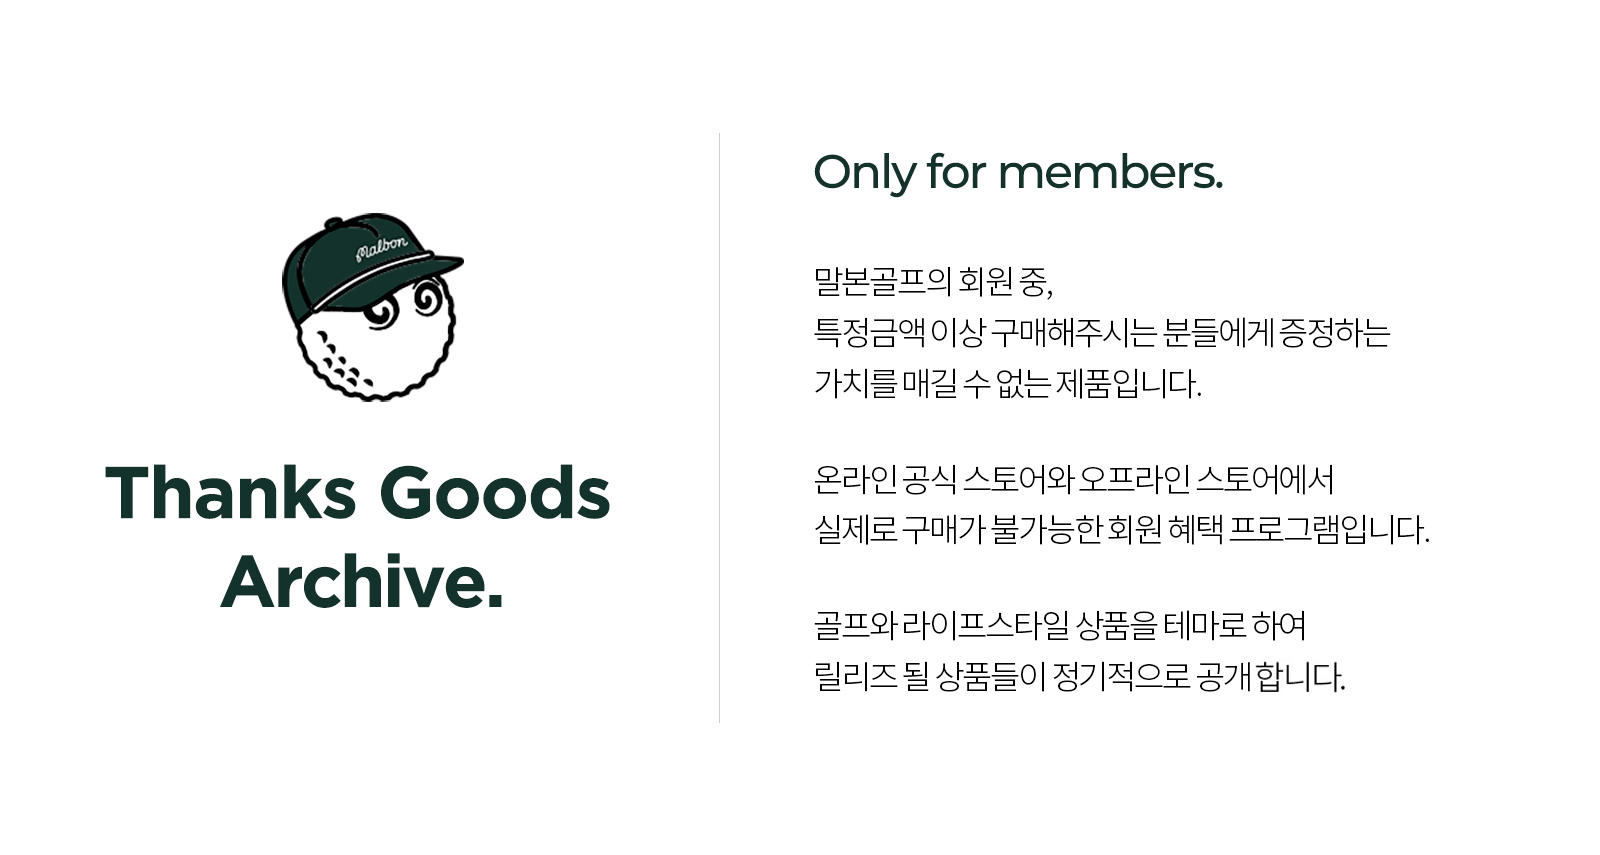 Malbon
Thanks Goods
Archive.
Only for members.
말본골프의 회원 중,
특정금액 이상 구매해주시는 분들에게 증정하는
가치를 매길 수 없는 제품입니다.
온라인 공식 스토어와 오프라인 스토어에서
실제로 구매가 불가능한 회원 혜택 프로그램입니다.
골프와 라이프스타일 상품을 테마로 하여
릴리즈 될 상품들이 정기적으로 공개합니다.